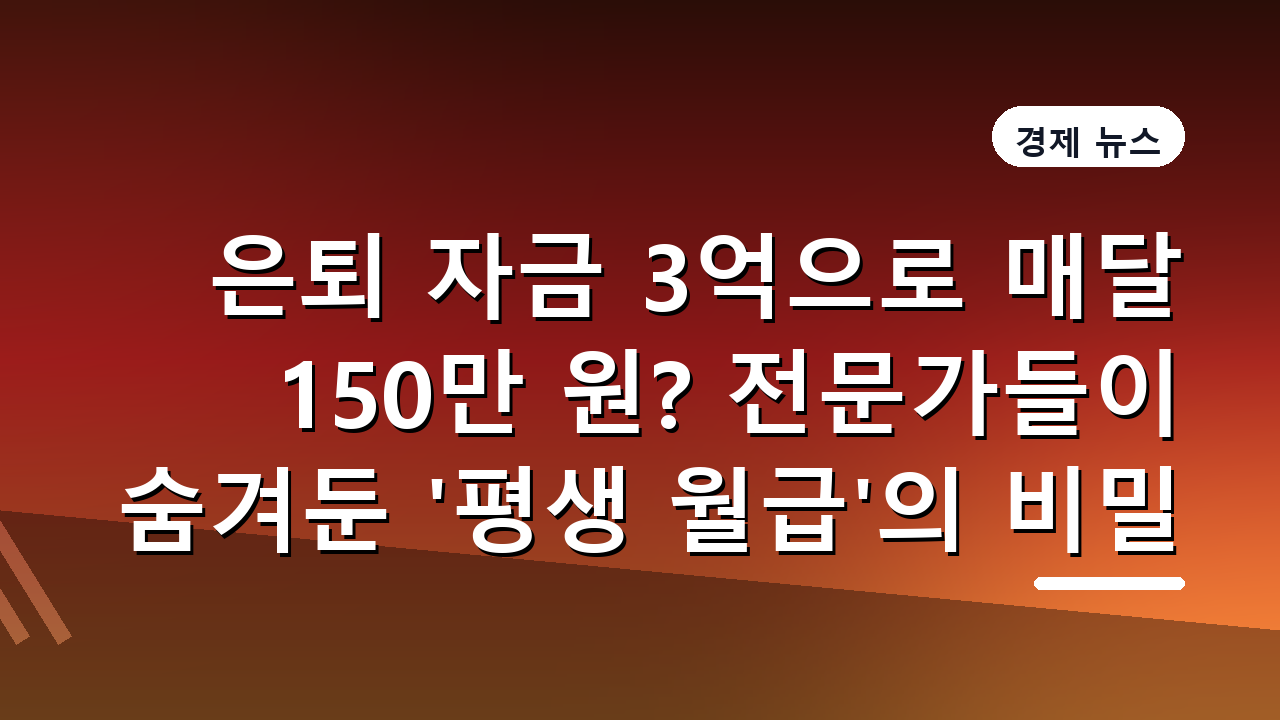 경제 뉴스
은퇴 자금 3억으로 매달
150만 원? 전문가들이
숨겨둔 '평생 월급'의 비밀